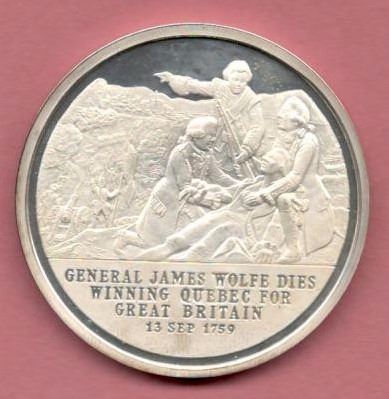 GENERAL JAMES WOLFE DIES
WINNING QUEBEC FOR
GREAT BRITAIN
13 SEP 1759